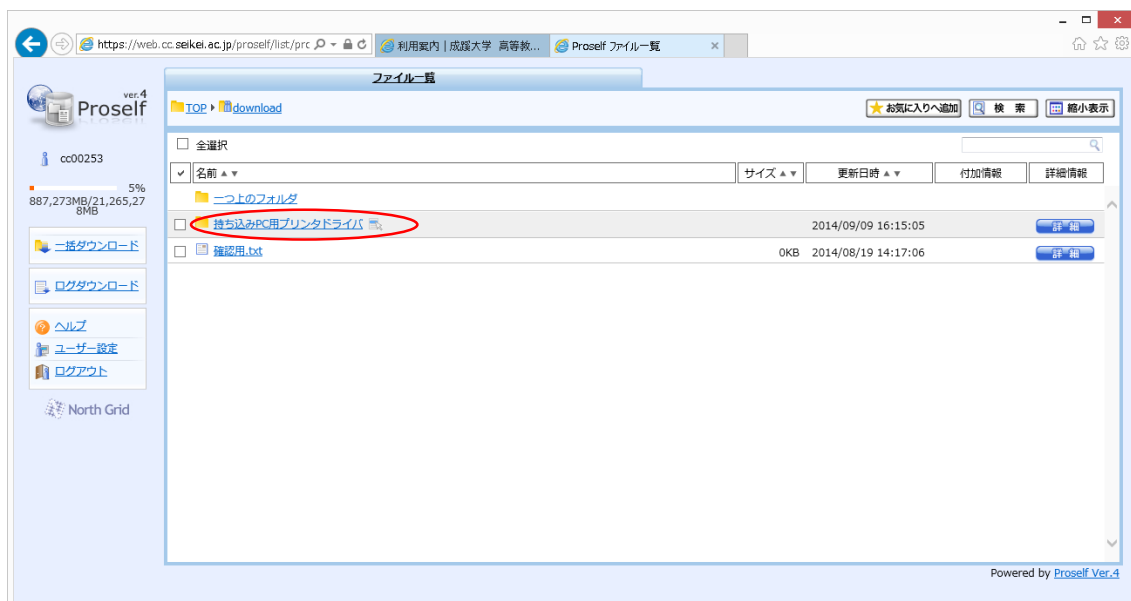 https://web.cc.seikei.ac.jp/proself/list/prc
利用案内 | 成蹊大学 高等教...
Proself ファイル一覧
ver.4
Proself
cc00253
5%
887,273MB/21,265,27
8MB
一括ダウンロード
ログダウンロード
ヘルプ
ユーザー設定
ログアウト
North Grid
ファイル一覧
TOP download
お気に入りへ追加 検 索 縮小表示
全選択
名前 ▲ ▼ サイズ ▲ ▼ 更新日時 ▲ ▼ 付加情報 詳細情報
一つ上のフォルダ
持ち込みPC用プリンタドライバ 2014/09/09 16:15:05 詳 細
確認用.txt 0KB 2014/08/19 14:17:06 詳 細
Powered by Proself Ver.4